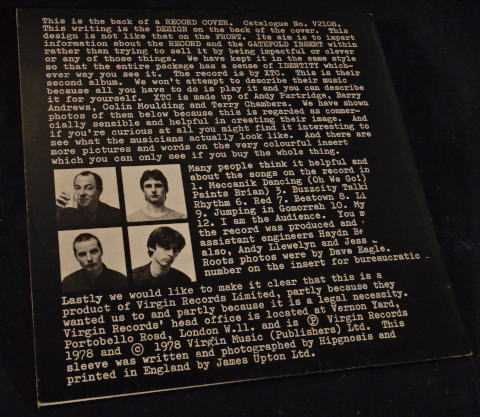 This is the back of a RECORD COVER. Catalogue No. V2108.
This writing is the DESIGN on the back of the cover. This
design is not like that on the FRONT. Its aim is to impart
information about the RECORD and the GATEFOLD INSERT within
rather than trying to sell it by being impactful or clever
or any of those things. We have kept it in the same style
so that the entire package has a sense of IDENTITY which-
ever way you see it. The record is by XTC. This is their
second album. We won't attempt to describe their music
because all you have to do is play it and you can describe
it for yourself. XTC is made up of Andy Partridge, Barry
Andrews, Colin Moulding and Terry Chambers. We have shown
photos of them below because this is regarded as commer-
cially sensible and helpful in creating their image. And
if you're curious at all you might find it interesting to
see what the musicians actually look like. And there are
more pictures and words on the very colourful insert
which you can only see if you buy the whole thing.
Many people think it helpful and
about the songs on the record in
1. Meccanik Dancing (Oh We Go!)
Paints Brian) 3. Buzzcity Talki
Rhythm 6. Red 7. Beatown 8. Li
9. Jumping in Gomorrah 10. My
12. I am the Audience. You m
the record was produced and
assistant engineers Haydn Be
also, Andy Llewelyn and Jess
Roots photos were by Dave Eagle.
number on the insert for bureaucratic
Lastly we would like to make it clear that this is a
product of Virgin Records Limited, partly because they
wanted us to and partly because it is a legal necessity.
Virgin Records' head office is located at Vernon Yard,
Portobello Road, London W.11. and is Ⓟ Virgin Records
1978 and © 1978 Virgin Music (Publishers) Ltd. This
sleeve was written and photographed by Hipgnosis and
printed in England by James Upton Ltd.